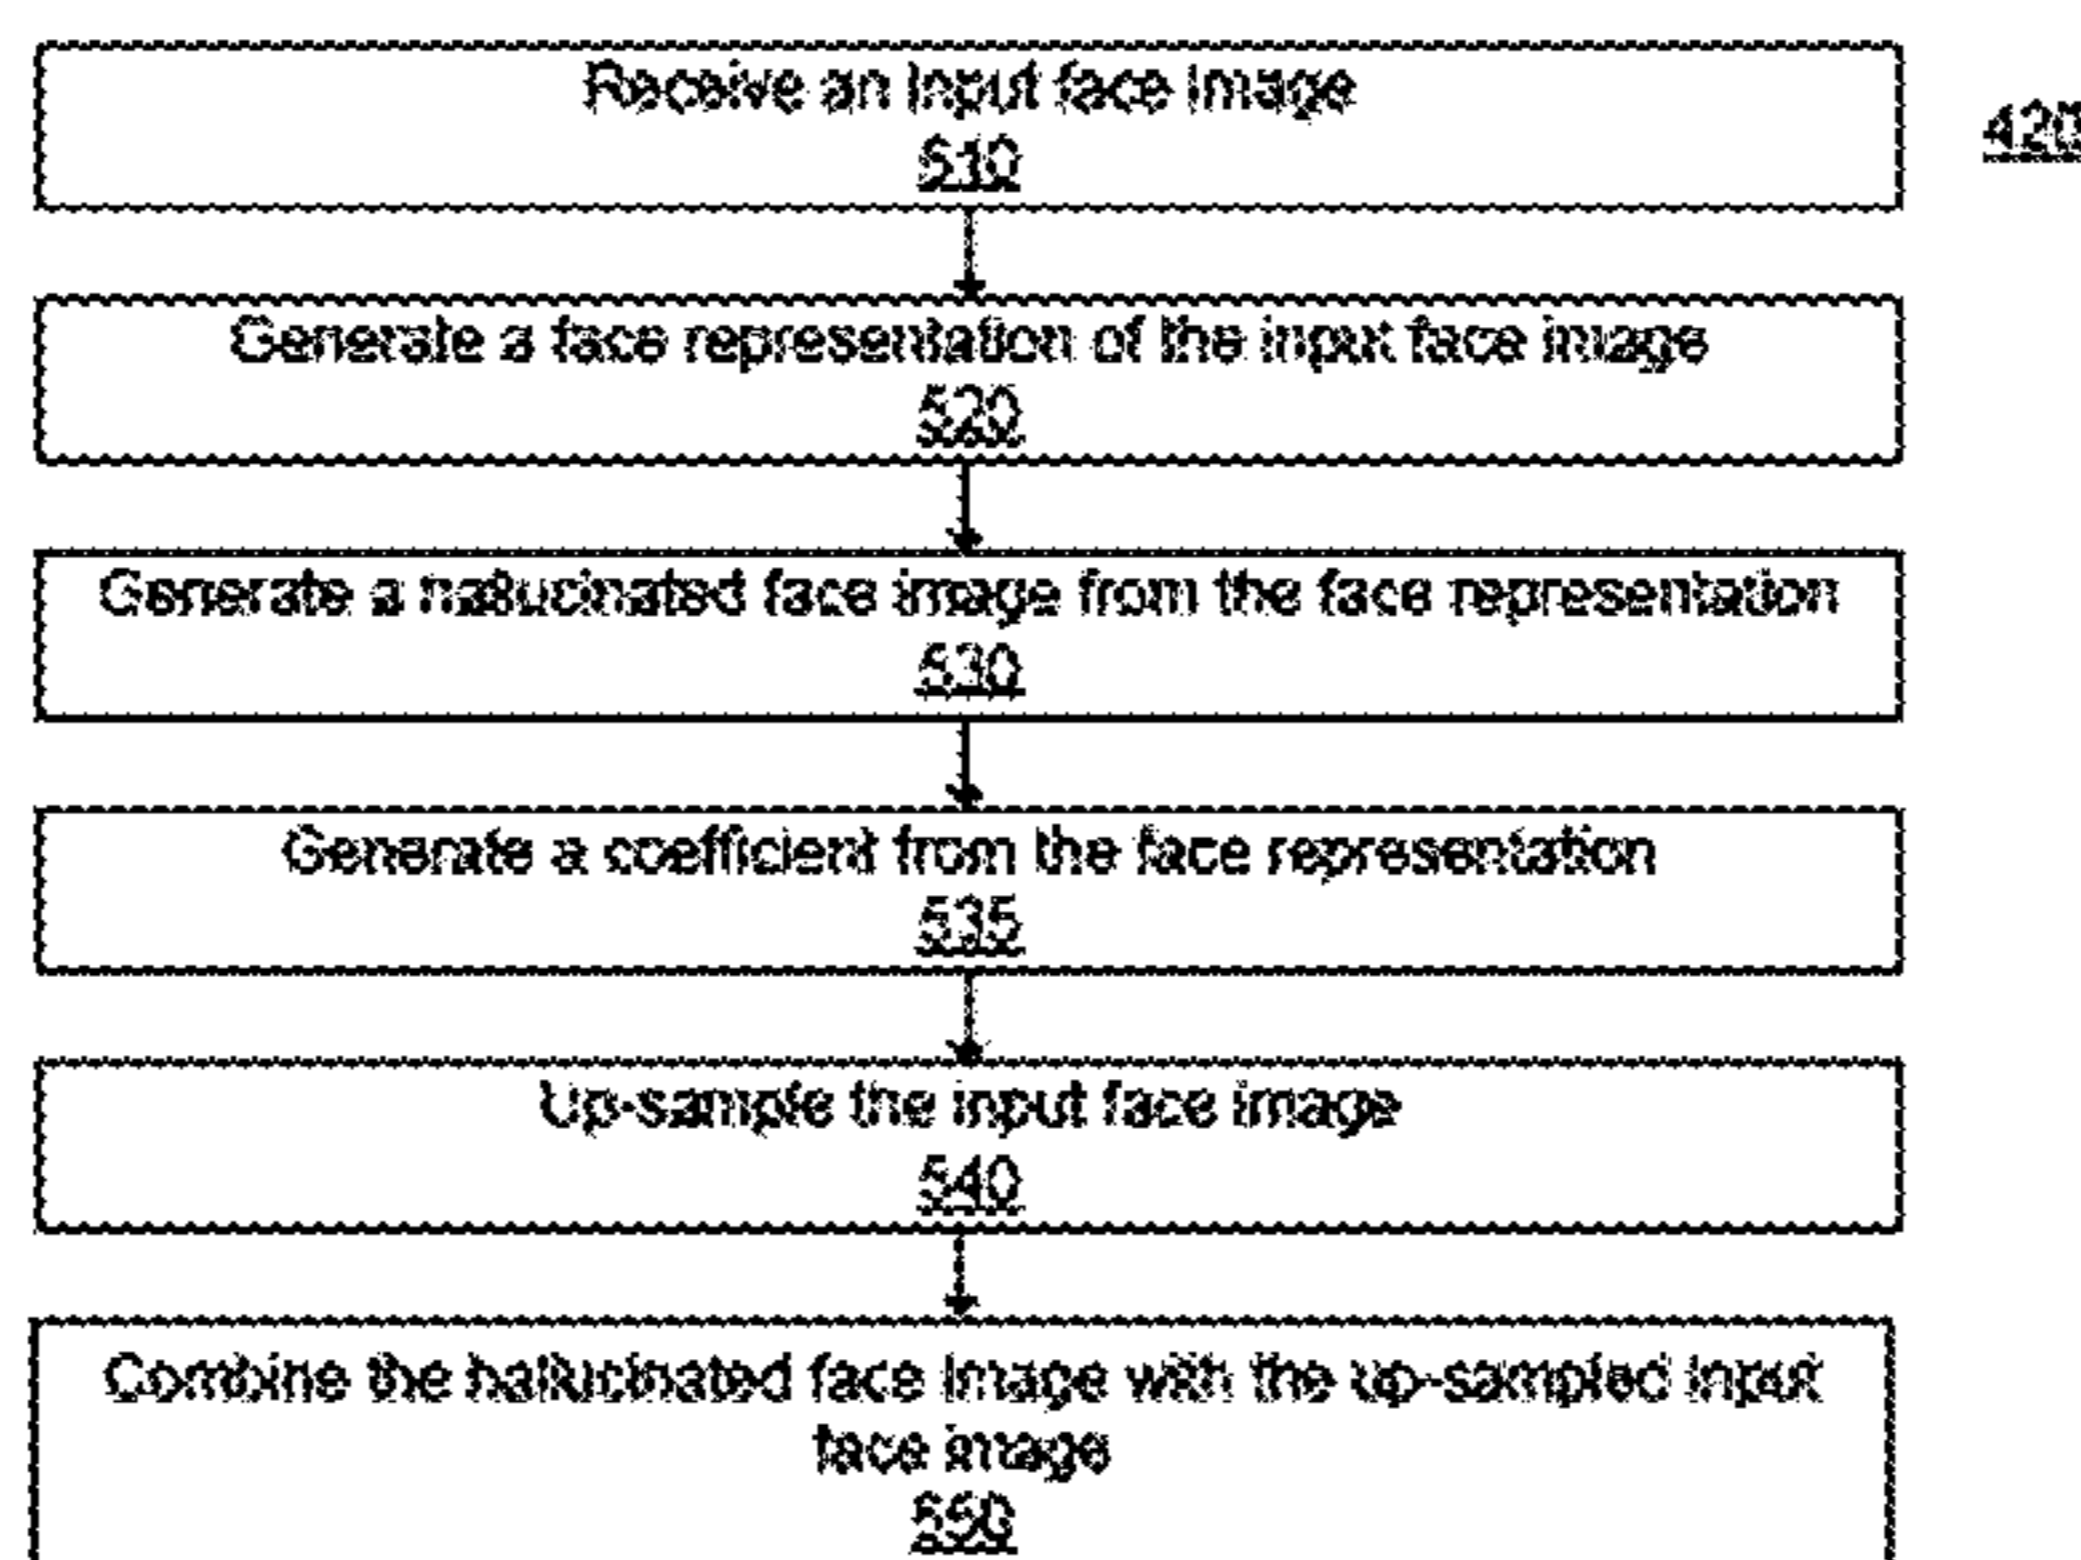 Receive an input face image
510
420
Generate a face representation of the input face image
520
Generate a hallucinated face image from the face representation
530
Generate a coefficient from the face representation
535
Up-sample the input face image
540
Combine the hallucinated face image with the up-sampled input
face image
550